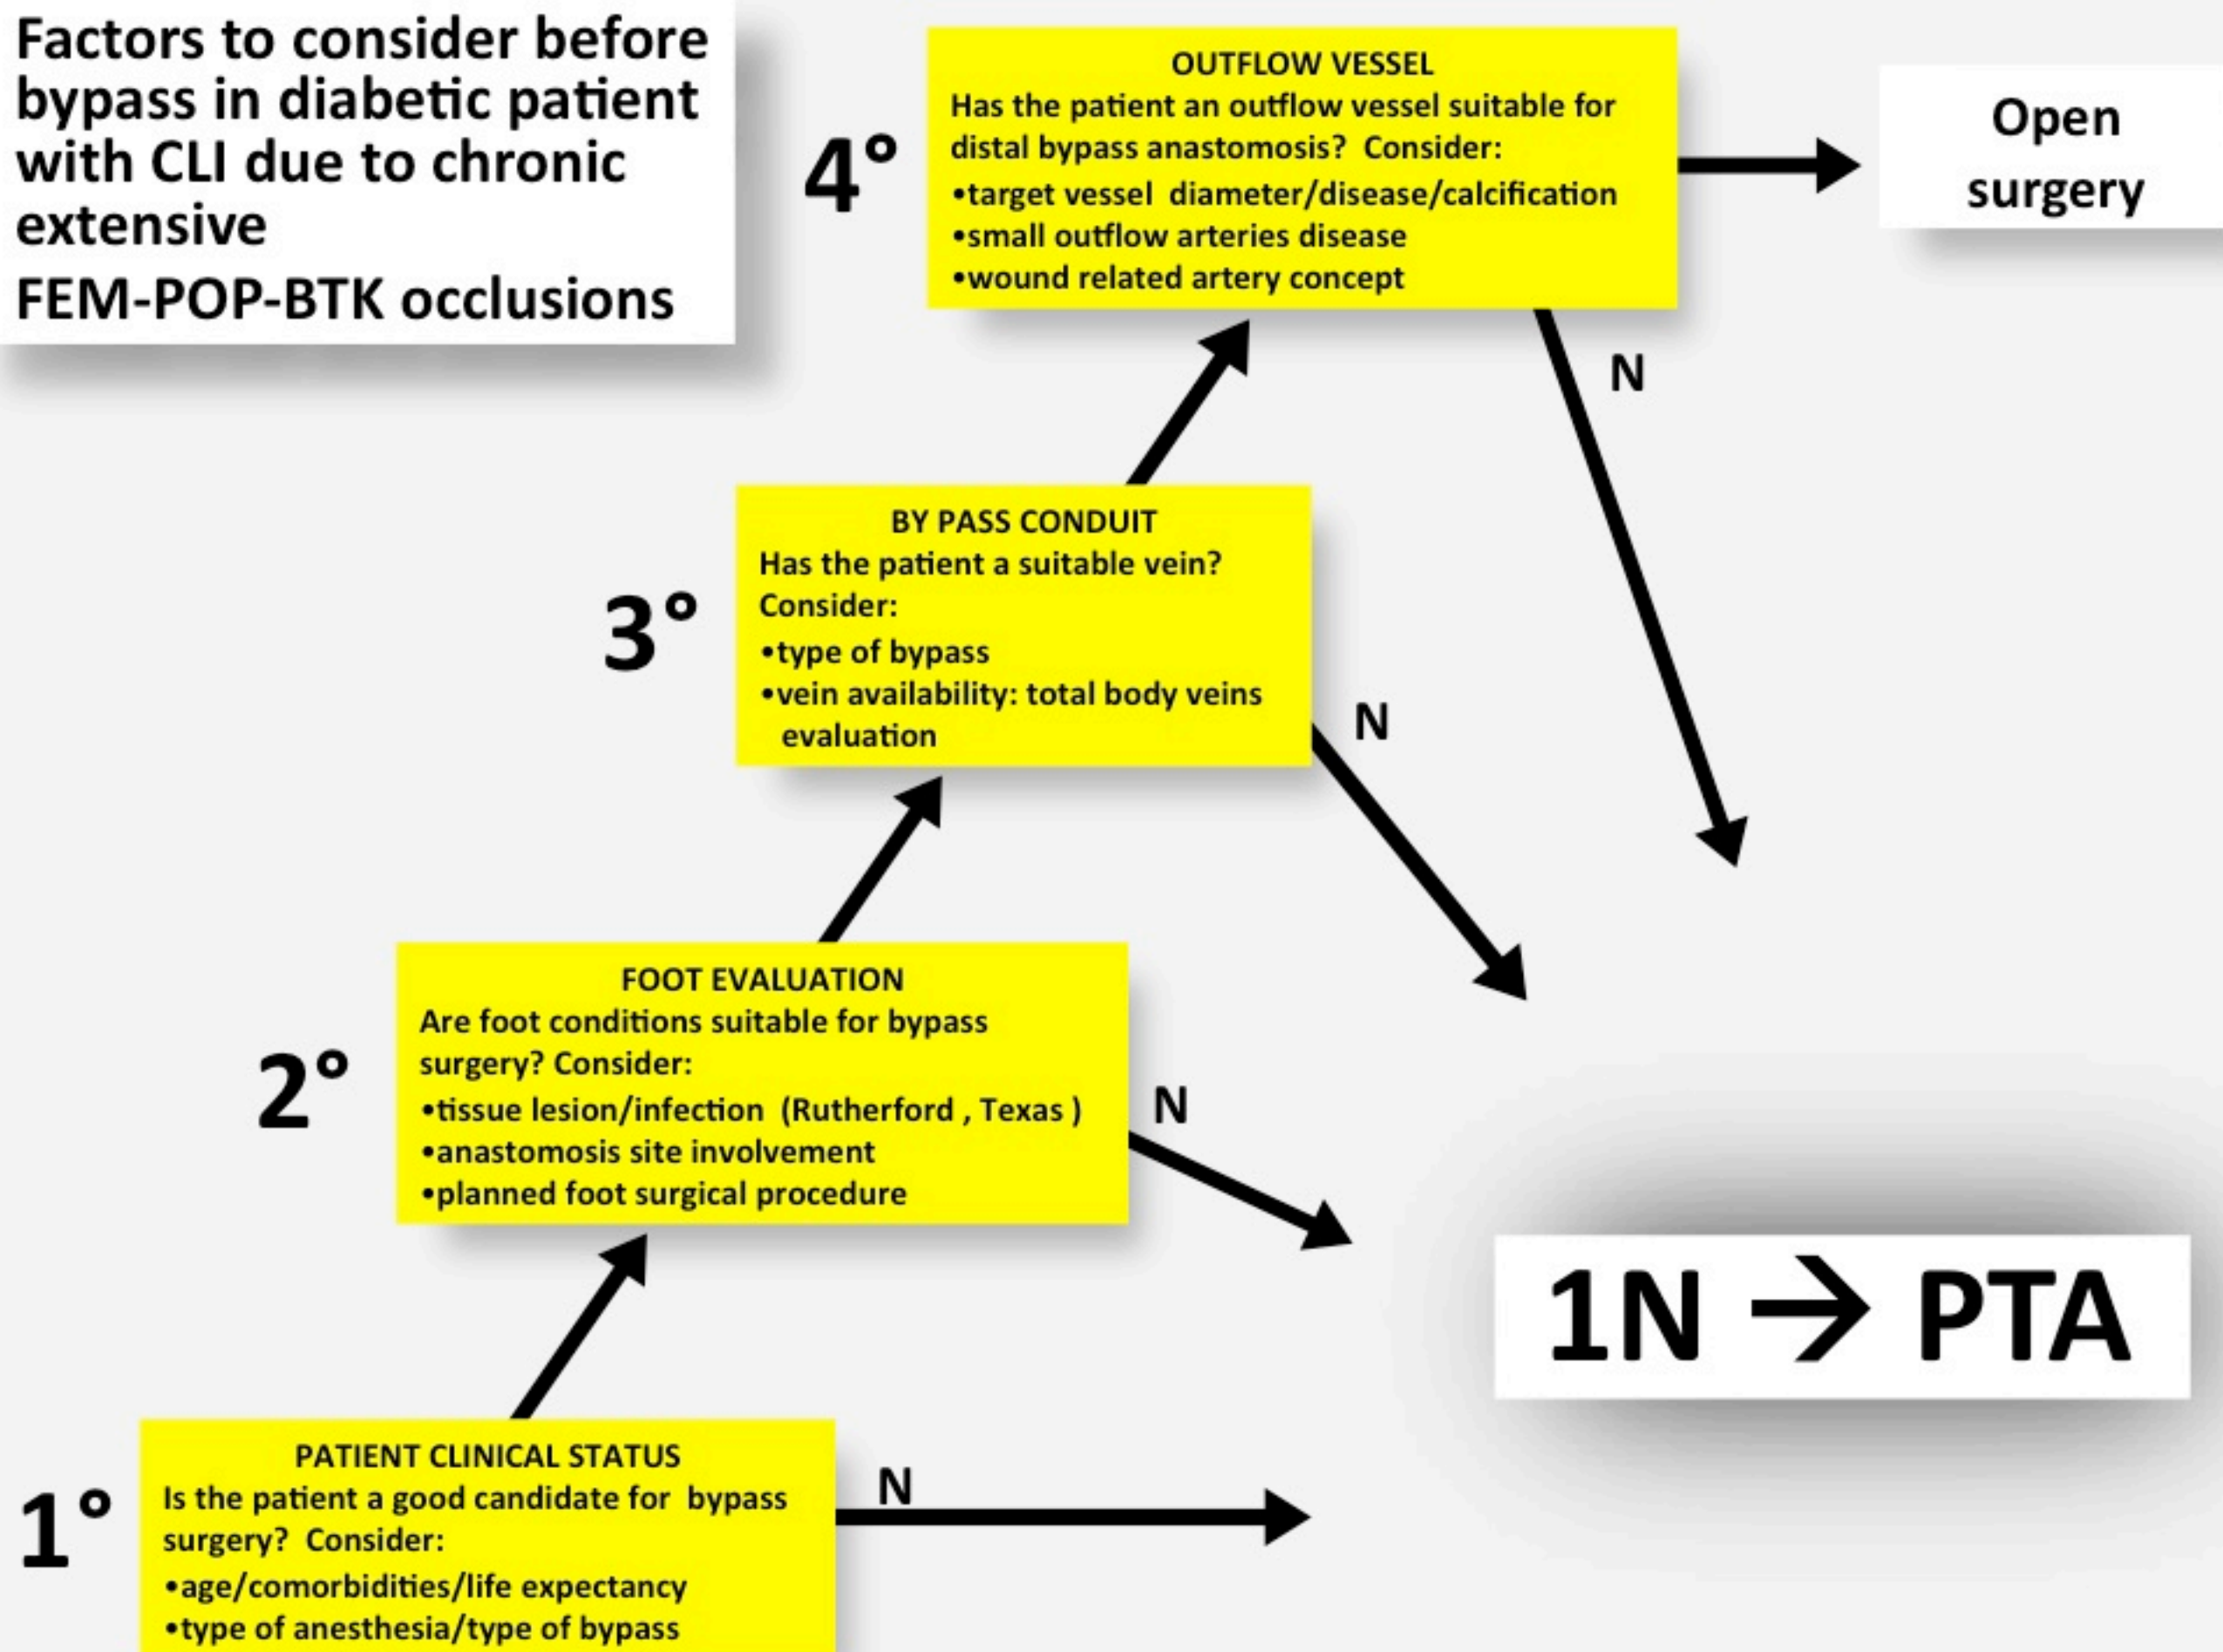 Factors to consider before
bypass in diabetic patient
with CLI due to chronic
extensive
FEM-POP-BTK occlusions
4°
OUTFLOW VESSEL
Has the patient an outflow vessel suitable for
distal bypass anastomosis? Consider:
•target vessel diameter/disease/calcification
•small outflow arteries disease
•wound related artery concept
Open
surgery
N
3°
BY PASS CONDUIT
Has the patient a suitable vein?
Consider:
•type of bypass
•vein availability: total body veins
evaluation
N
2°
FOOT EVALUATION
Are foot conditions suitable for bypass
surgery? Consider:
•tissue lesion/infection (Rutherford , Texas )
•anastomosis site involvement
•planned foot surgical procedure
N
1N → PTA
1°
PATIENT CLINICAL STATUS
Is the patient a good candidate for bypass
surgery? Consider:
•age/comorbidities/life expectancy
•type of anesthesia/type of bypass
N